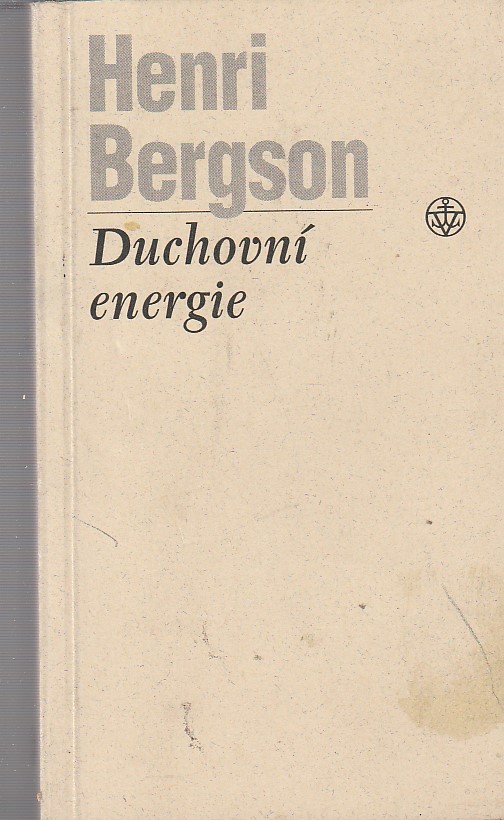 Henri
Bergson
Duchovní
energie